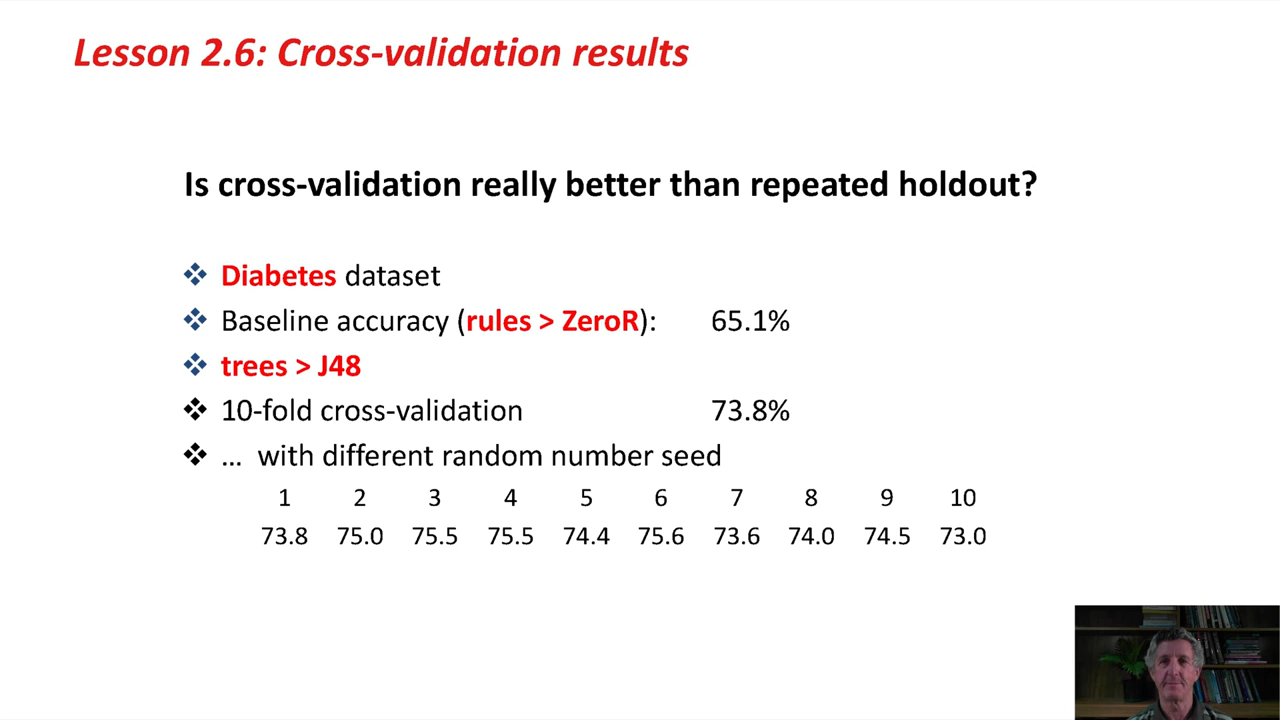 Lesson 2.6: Cross-validation results
Is cross-validation really better than repeated holdout?
❖ Diabetes dataset
❖ Baseline accuracy (rules > ZeroR): 65.1%
❖ trees > J48
❖ 10-fold cross-validation 73.8%
❖ ... with different random number seed
1 2 3 4 5 6 7 8 9 10
73.8 75.0 75.5 75.5 74.4 75.6 73.6 74.0 74.5 73.0